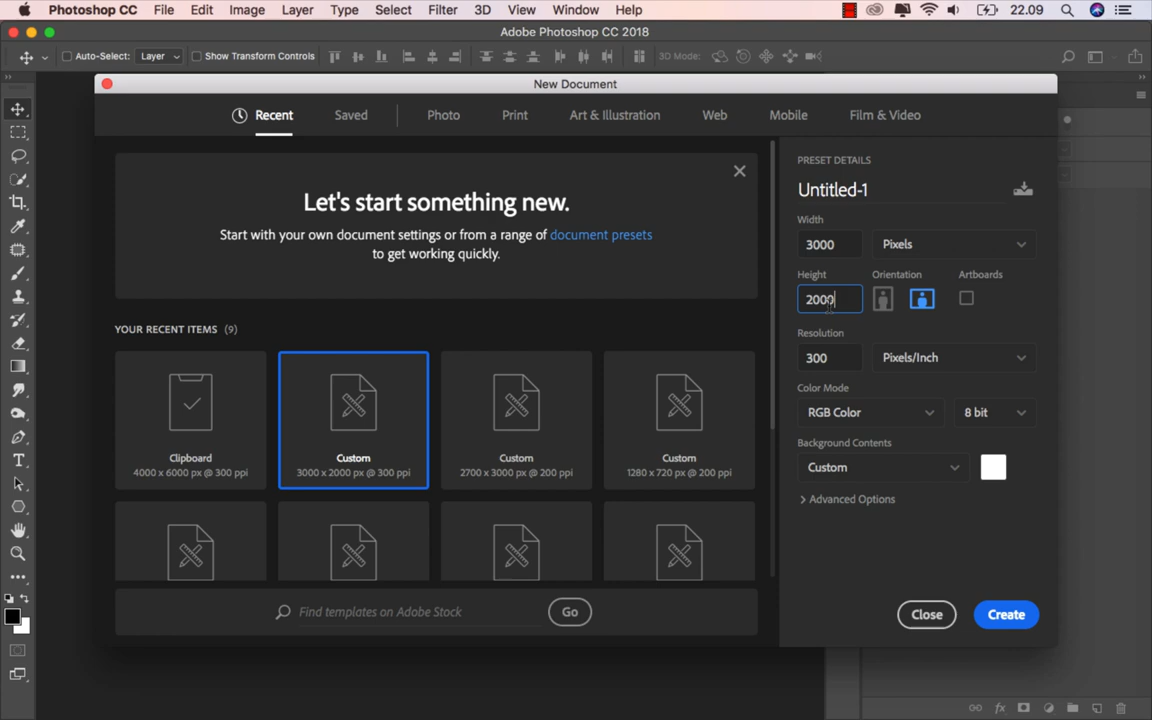 Photoshop CC File Edit Image Layer Type Select Filter 3D View Window Help 22.09
Adobe Photoshop CC 2018
Auto-Select: Layer Show Transform Controls 3D Mode:
New Document
Recent Saved Photo Print Art & Illustration Web Mobile Film & Video
Let's start something new.
Start with your own document settings or from a range of document presets
to get working quickly.
YOUR RECENT ITEMS (9)
Clipboard
4000 x 6000 px @ 300 ppi
Custom
3000 x 2000 px @ 300 ppi
Custom
2700 x 3000 px @ 200 ppi
Custom
1280 x 720 px @ 200 ppi
Find templates on Adobe Stock Go
PRESET DETAILS
Untitled-1
Width
3000 Pixels
Height Orientation Artboards
2000
Resolution
300 Pixels/Inch
Color Mode
RGB Color 8 bit
Background Contents
Custom
Advanced Options
Close Create
fx